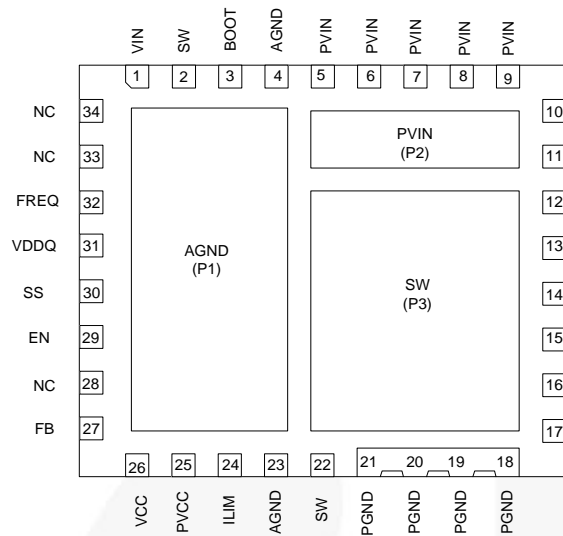 VIN SW BOOT AGND PVIN PVIN PVIN PVIN PVIN
1 2 3 4 5 6 7 8 9
NC 34 10
PVIN
(P2)
NC 33 11
FREQ 32 12
VDDQ 31 13
AGND
(P1)
SS 30 14
SW
(P3)
EN 29 15
NC 28 16
FB 27 17
26 25 24 23 22 21 20 19 18
VCC PVCC ILIM AGND SW PGND PGND PGND PGND